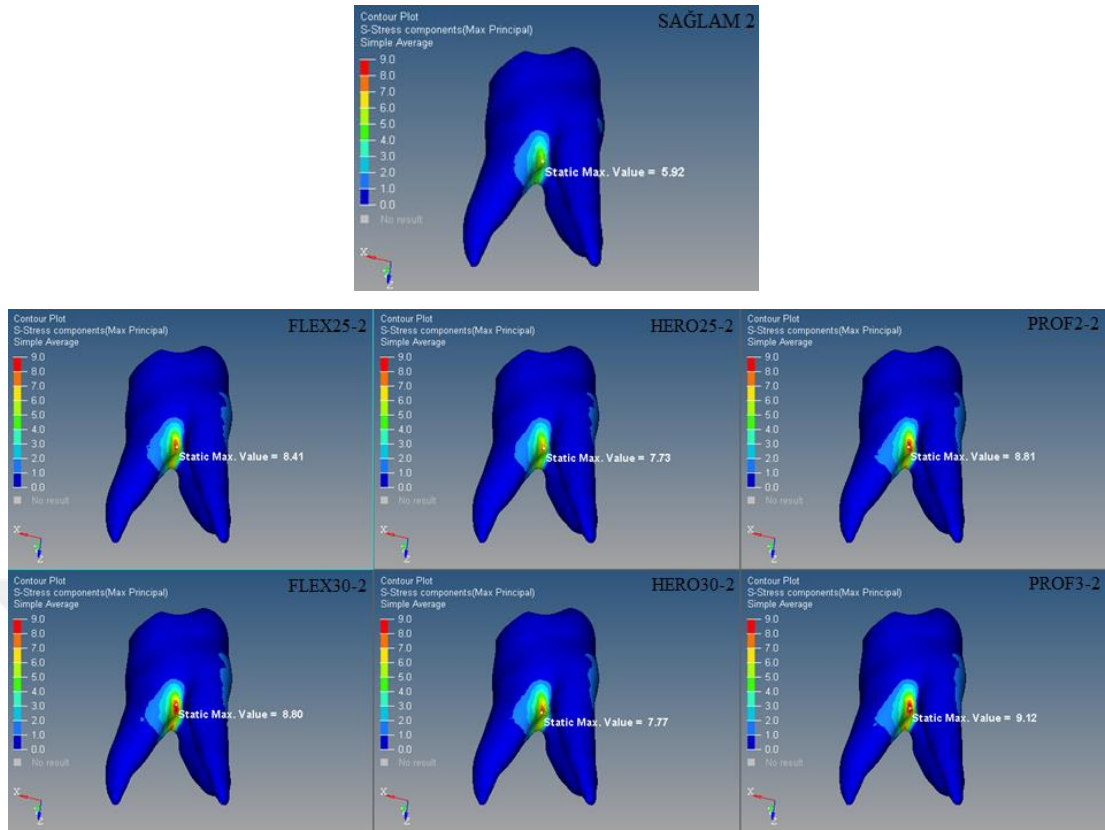 Contour Plot
S-Stress components(Max Principal)
Simple Average
SAĞLAM 2
9.0
8.0
7.0
6.0
5.0
4.0
3.0
2.0
1.0
0.0
No result
Static Max. Value = 5.92
X
Z
Contour Plot
S-Stress components(Max Principal)
Simple Average
FLEX25-2
9.0
8.0
7.0
6.0
5.0
4.0
3.0
2.0
1.0
0.0
No result
Static Max. Value = 8.41
X
Z
Contour Plot
S-Stress components(Max Principal)
Simple Average
HERO25-2
9.0
8.0
7.0
6.0
5.0
4.0
3.0
2.0
1.0
0.0
No result
Static Max. Value = 7.73
X
Z
Contour Plot
S-Stress components(Max Principal)
Simple Average
PROF2-2
9.0
8.0
7.0
6.0
5.0
4.0
3.0
2.0
1.0
0.0
No result
Static Max. Value = 8.81
X
Z
Contour Plot
S-Stress components(Max Principal)
Simple Average
FLEX30-2
9.0
8.0
7.0
6.0
5.0
4.0
3.0
2.0
1.0
0.0
No result
Static Max. Value = 8.80
X
Z
Contour Plot
S-Stress components(Max Principal)
Simple Average
HERO30-2
9.0
8.0
7.0
6.0
5.0
4.0
3.0
2.0
1.0
0.0
No result
Static Max. Value = 7.77
X
Z
Contour Plot
S-Stress components(Max Principal)
Simple Average
PROF3-2
9.0
8.0
7.0
6.0
5.0
4.0
3.0
2.0
1.0
0.0
No result
Static Max. Value = 9.12
X
Z